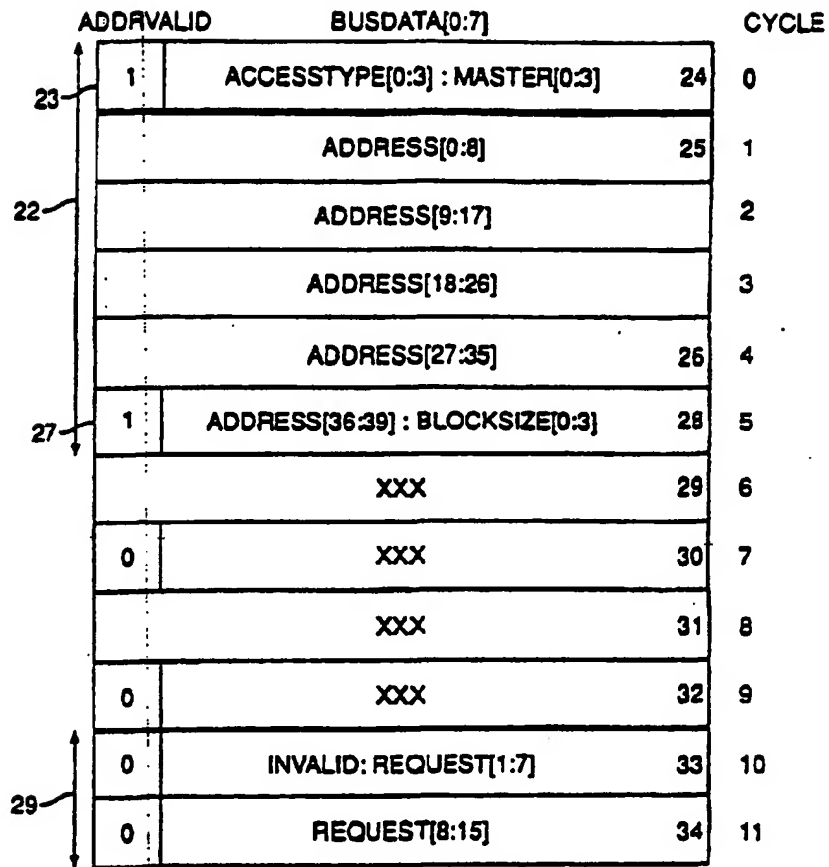 ADDRVALID BUSDATA[0:7] CYCLE
23 1 ACCESSTYPE[0:3] : MASTER[0:3] 24 0
ADDRESS[0:8] 25 1
22 ADDRESS[9:17] 2
ADDRESS[18:26] 3
ADDRESS[27:35] 26 4
27 1 ADDRESS[36:39] : BLOCKSIZE[0:3] 28 5
XXX 29 6
0 XXX 30 7
XXX 31 8
0 XXX 32 9
0 INVALID: REQUEST[1:7] 33 10
29
0 REQUEST[8:15] 34 11